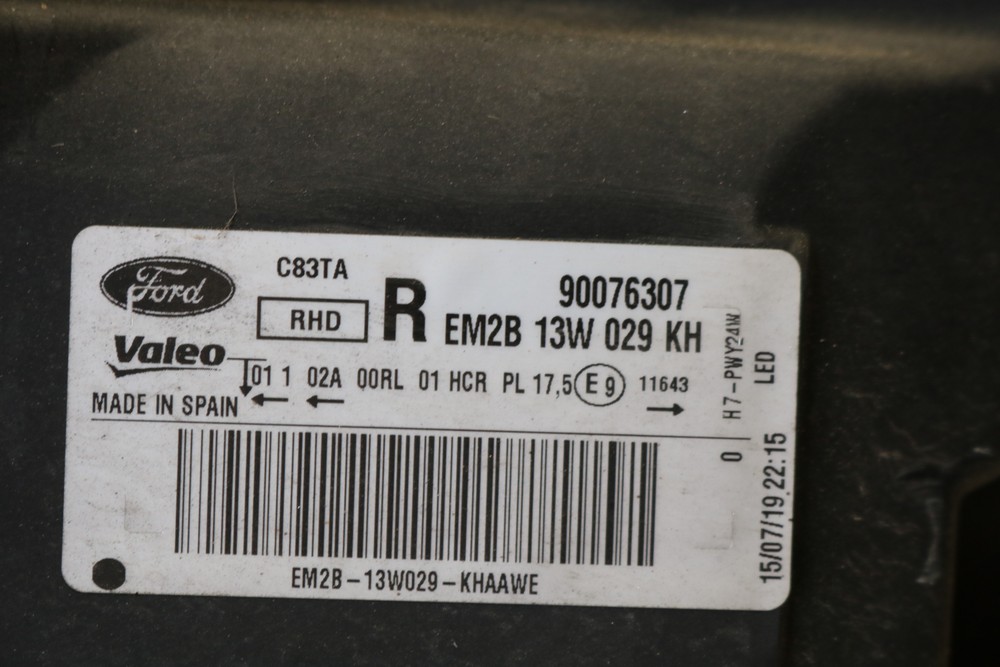 Ford
C83TA
RHD
R
90076307
EM2B 13W 029 KH
Valeo
01 1 02A 00RL 01 HCR PL 17,5 E9 11643
MADE IN SPAIN
EM2B-13W029-KHAAWE
0 H7-PWY24W
LED
15/07/19 22:15